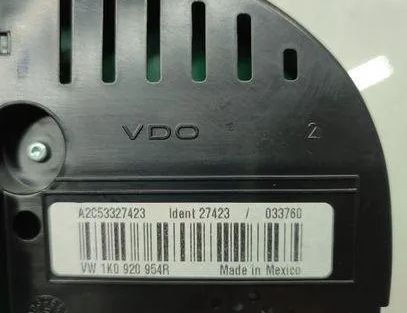 VDO 2
A2C53327423 Ident 27423 / 033760
VW 1K0 920 954R Made in Mexico